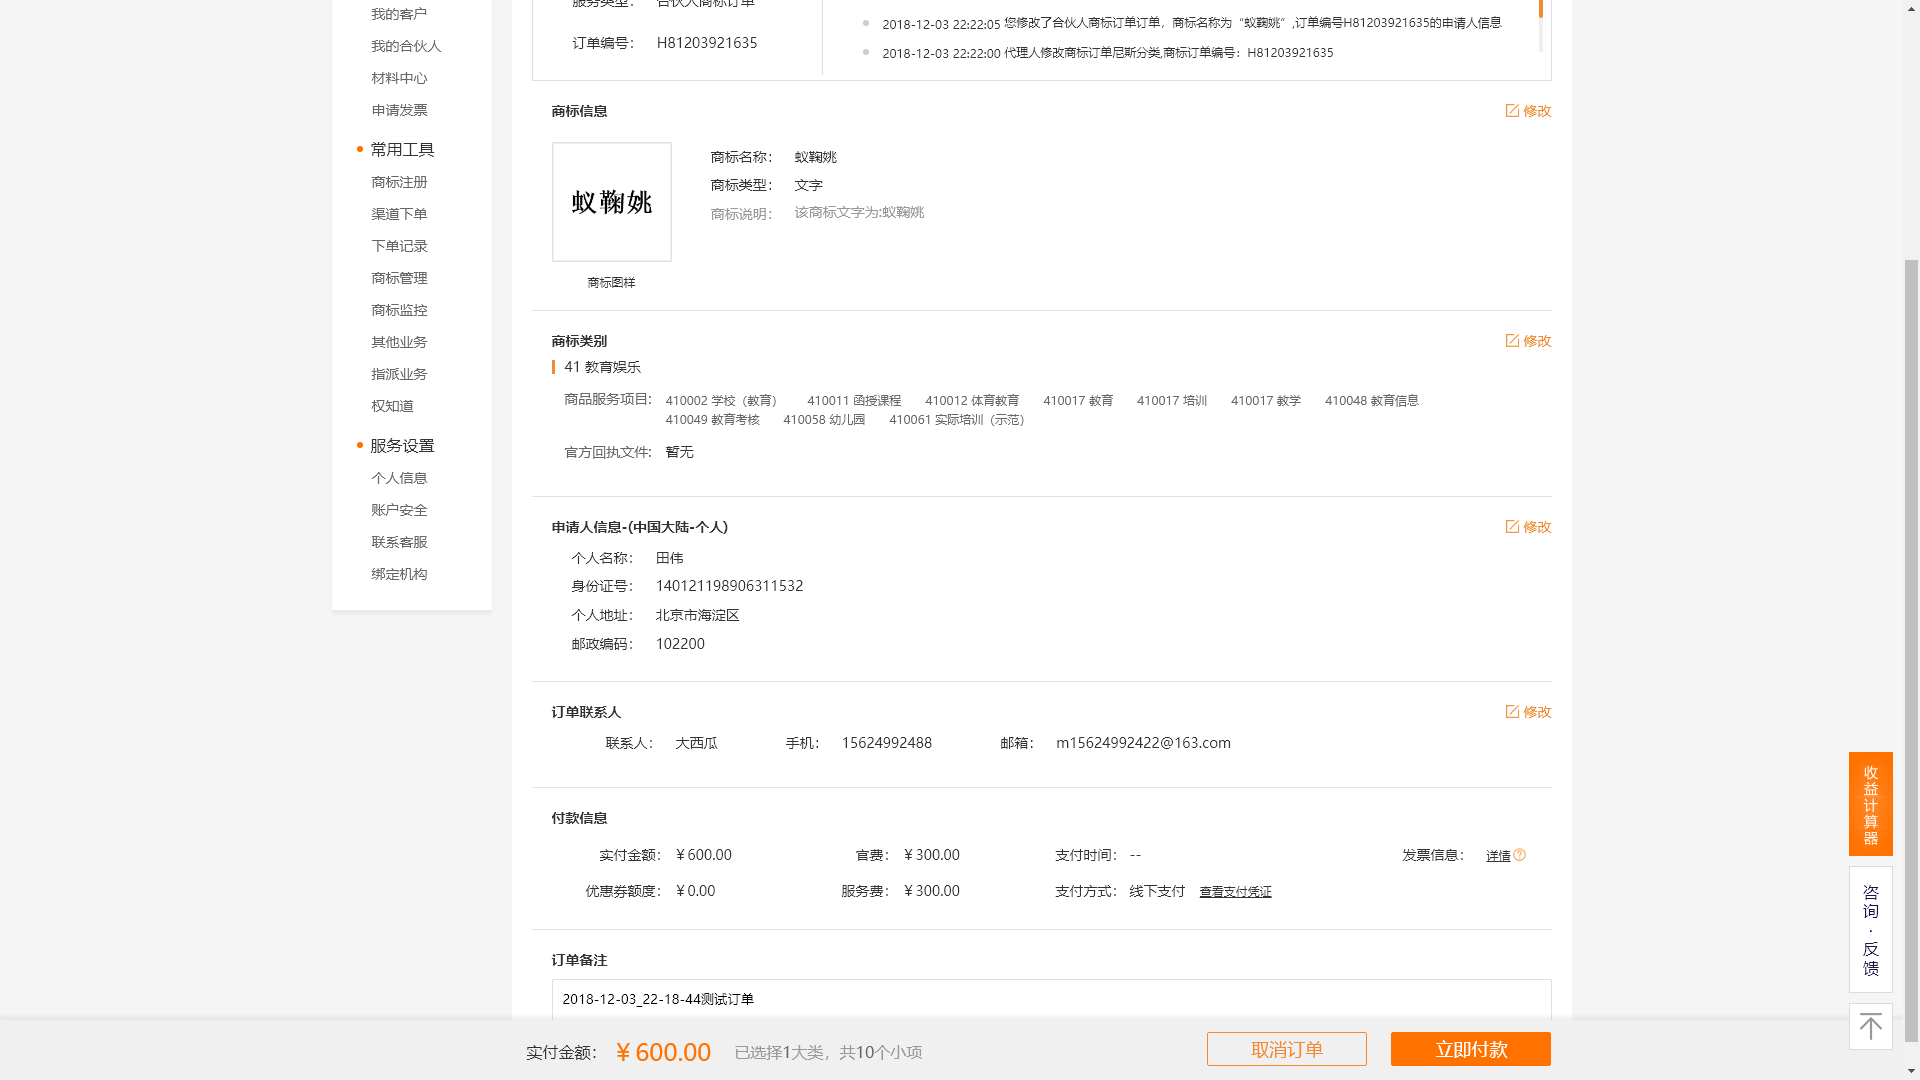 我的客户
我的合伙人
材料中心
申请发票
常用工具
商标注册
渠道下单
下单记录
商标管理
商标监控
其他业务
指派业务
权知道
服务设置
个人信息
账户安全
联系客服
绑定机构
服务类型： 合伙人商标订单
订单编号： H81203921635
2018-12-03 22:22:05 您修改了合伙人商标订单订单，商标名称为“蚁鞠姚”,订单编号H81203921635的申请人信息
2018-12-03 22:22:00 代理人修改商标订单尼斯分类,商标订单编号：H81203921635
商标信息 修改
蚁鞠姚
商标图样
商标名称： 蚁鞠姚
商标类型： 文字
商标说明： 该商标文字为:蚁鞠姚
商标类别 修改
41 教育娱乐
商品服务项目: 410002 学校（教育） 410011 函授课程 410012 体育教育 410017 教育 410017 培训 410017 教学 410048 教育信息
410049 教育考核 410058 幼儿园 410061 实际培训（示范）
官方回执文件: 暂无
申请人信息-(中国大陆-个人) 修改
个人名称： 田伟
身份证号： 140121198906311532
个人地址： 北京市海淀区
邮政编码： 102200
订单联系人 修改
联系人： 大西瓜 手机： 15624992488 邮箱： m15624992422@163.com
付款信息
实付金额： ￥600.00 官费： ￥300.00 支付时间： -- 发票信息： 详情
优惠券额度： ￥0.00 服务费： ￥300.00 支付方式： 线下支付 查看支付凭证
订单备注
2018-12-03_22-18-44测试订单
实付金额： ￥600.00 已选择1大类，共10个小项 取消订单 立即付款
收益计算器
咨询·反馈